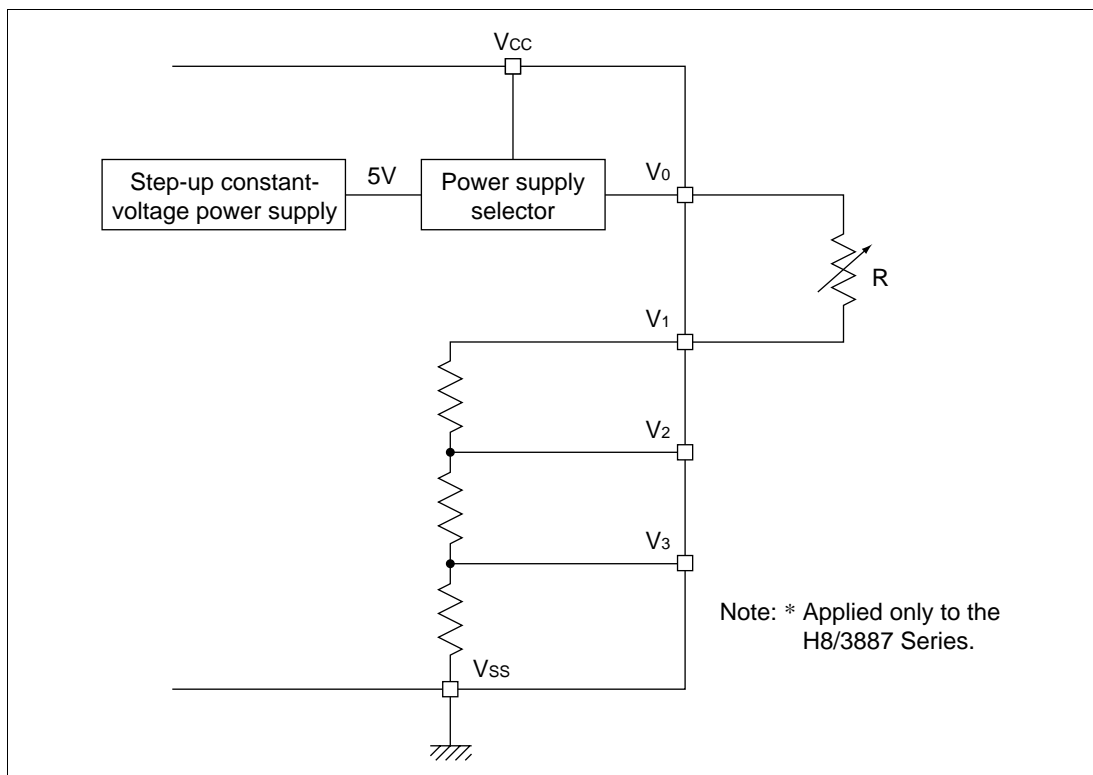 VCC
Step-up constant-
voltage power supply
5V
Power supply
selector
V0
R
V1
V2
V3
Note: * Applied only to the
H8/3887 Series.
VSS